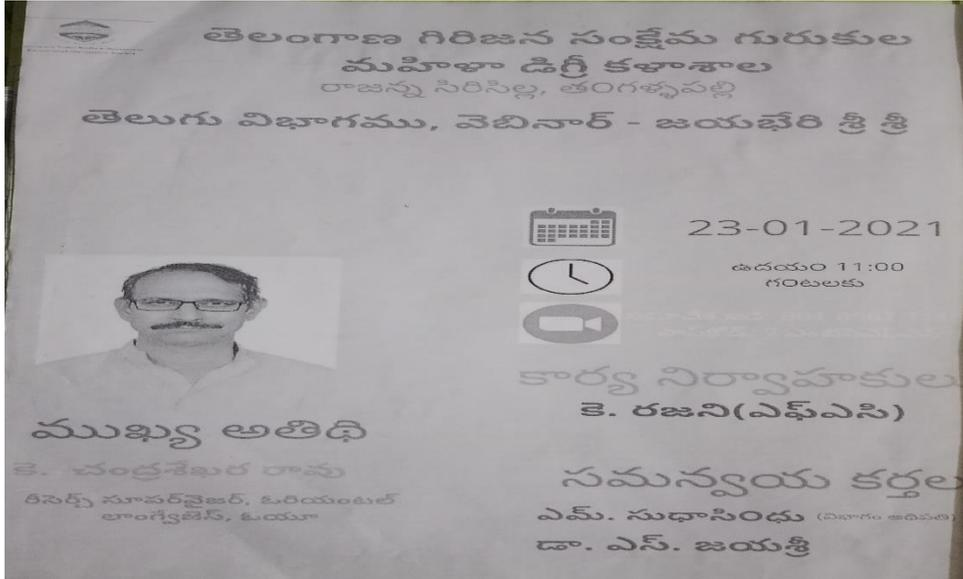 తెలంగాణ గిరిజన సంక్షేమ గురుకుల
మహిళా డిగ్రీ కళాశాల
రాజన్న సిరిసిల్ల, తంగళ్ళపల్లి
తెలుగు విభాగము, వెబినార్ - జయభేరి శ్రీ శ్రీ
23-01-2021
ఉదయం 11:00
గంటలకు
కార్య నిర్వాహకులు
కె. రజని(ఎఫ్ఎసి)
ముఖ్య అతిథి
కె. చంద్రశేఖర రావు
రీసెర్చ్ సూపర్‌వైజర్, ఓరియంటల్
లాంగ్వేజెస్, ఓయూ
సమన్వయ కర్తల
ఎమ్. సుధాసింధు (విభాగం అధిపతి)
డా. ఎస్. జయశ్రీ